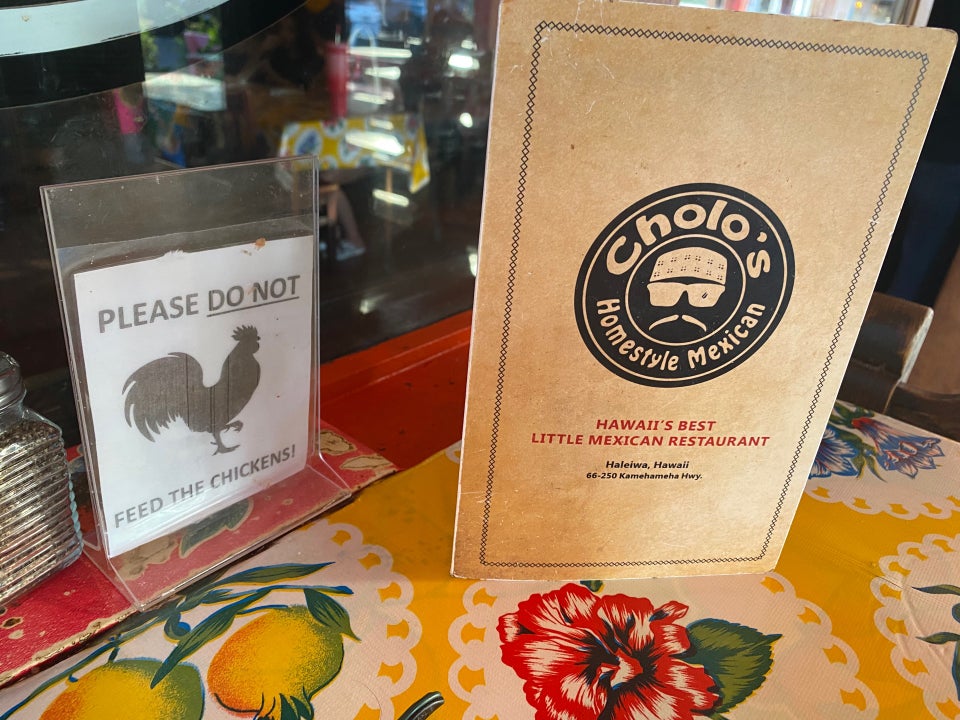 PLEASE DO NOT
FEED THE CHICKENS!
Cholo's
Homestyle Mexican
HAWAII'S BEST
LITTLE MEXICAN RESTAURANT
Haleiwa, Hawaii
66-250 Kamehameha Hwy.